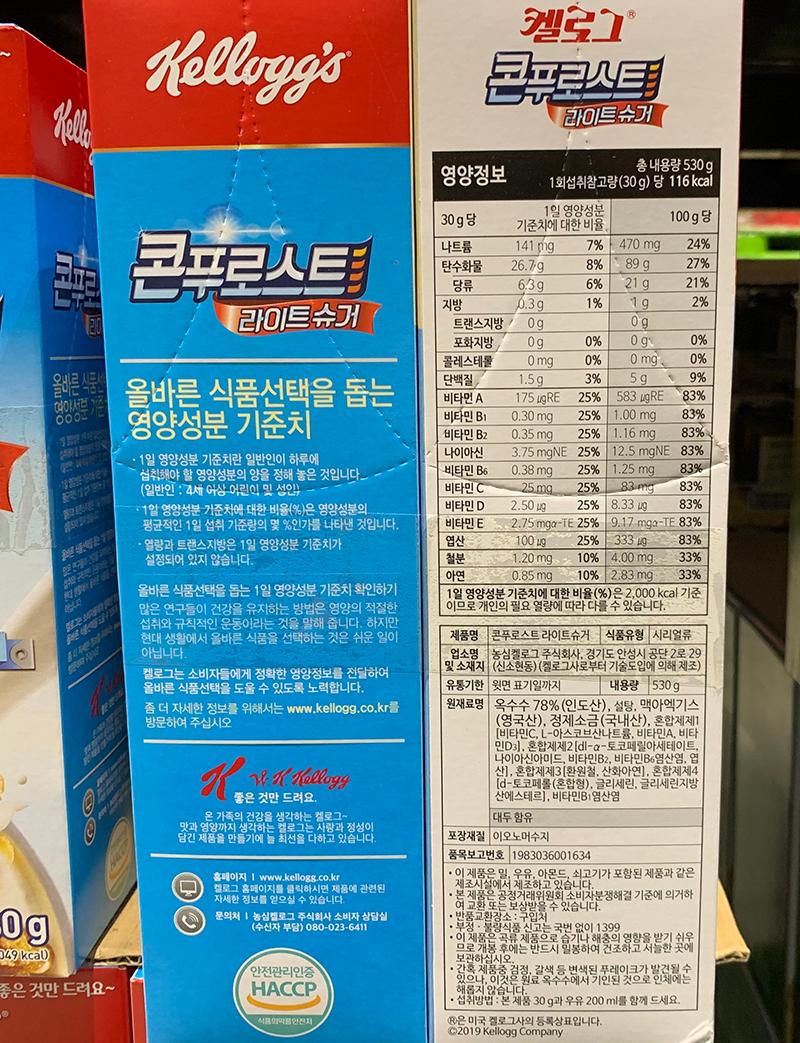 Kellogg's®
콘푸로스트
라이트슈거
올바른 식품선택을 돕는
영양성분 기준치
· 1일 영양성분 기준치란 일반인이 하루에
섭취해야 할 영양성분의 양을 정해 놓은 것입니다.
(일반인 : 4세 이상 어린이 및 성인)
· 1일 영양성분 기준치에 대한 비율(%)은 영양성분의
평균적인 1일 섭취 기준량의 몇 %인가를 나타낸 것입니다.
· 열량과 트랜스지방은 1일 영양성분 기준치가
설정되어 있지 않습니다.
올바른 식품선택을 돕는 1일 영양성분 기준치 확인하기
많은 연구들이 건강을 유지하는 방법은 영양의 적절한
섭취와 규칙적인 운동이라는 것을 말해 줍니다. 하지만
현대 생활에서 올바른 식품을 선택하는 것은 쉬운 일이
아닙니다.
켈로그는 소비자들에게 정확한 영양정보를 전달하여
올바른 식품선택을 도울 수 있도록 노력합니다.
좀 더 자세한 정보를 위해서는 www.kellogg.co.kr를
방문하여 주십시오
K W. K. Kellogg
좋은 것만 드려요.
온 가족의 건강을 생각하는 켈로그~
맛과 영양까지 생각하는 켈로그는 사랑과 정성이
담긴 제품을 만들기에 늘 최선을 다하고 있습니다.
홈페이지 | www.kellogg.co.kr
켈로그 홈페이지를 클릭하시면 제품에 관련된
자세한 정보를 얻으실 수 있습니다.
문의처 | 농심켈로그 주식회사 소비자 상담실
(수신자 부담) 080-023-6411
안전관리인증
HACCP
식품의약품안전처
켈로그®
콘푸로스트
라이트슈거
영양정보 총 내용량 530 g
1회섭취참고량(30 g) 당 116 kcal
30 g 당 1일 영양성분 기준치에 대한 비율 100 g 당
나트륨 141 mg 7% 470 mg 24%
탄수화물 26.7 g 8% 89 g 27%
당류 6.3 g 6% 21 g 21%
지방 0.3 g 1% 1 g 2%
트랜스지방 0 g 0 g
포화지방 0 g 0% 0 g 0%
콜레스테롤 0 mg 0% 0 mg 0%
단백질 1.5 g 3% 5 g 9%
비타민 A 175 µgRE 25% 583 µgRE 83%
비타민 B1 0.30 mg 25% 1.00 mg 83%
비타민 B2 0.35 mg 25% 1.16 mg 83%
나이아신 3.75 mgNE 25% 12.5 mgNE 83%
비타민 B6 0.38 mg 25% 1.25 mg 83%
비타민 C 25 mg 25% 83 mg 83%
비타민 D 2.50 µg 25% 8.33 µg 83%
비타민 E 2.75 mgα-TE 25% 9.17 mgα-TE 83%
엽산 100 µg 25% 333 µg 83%
철분 1.20 mg 10% 4.00 mg 33%
아연 0.85 mg 10% 2.83 mg 33%
1일 영양성분 기준치에 대한 비율(%)은 2,000 kcal 기준
이므로 개인의 필요 열량에 따라 다를 수 있습니다.
제품명 콘푸로스트 라이트슈거 식품유형 시리얼류
업소명 및 소재지 농심켈로그 주식회사, 경기도 안성시 공단 2로 29
(신소현동) (켈로그사로부터 기술도입에 의해 제조)
유통기한 윗면 표기일까지 내용량 530 g
원재료명 옥수수 78% (인도산), 설탕, 맥아엑기스
(영국산), 정제소금(국내산), 혼합제제1
[비타민C, L-아스코브산나트륨, 비타민A, 비타
민D3], 혼합제제2 [dl-α-토코페릴아세테이트,
나이아신아미드, 비타민B2, 비타민B6염산염, 엽
산], 혼합제제3 [환원철, 산화아연], 혼합제제4
[d-토코페롤(혼합형), 글리세린, 글리세린지방
산에스테르], 비타민B1염산염
대두 함유
포장재질 이오노머수지
품목보고번호 1983036001634
• 이 제품은 밀, 우유, 아몬드, 쇠고기가 포함된 제품과 같은
제조시설에서 제조하고 있습니다.
• 본 제품은 공정거래위원회 소비자분쟁해결 기준에 의거하
여 교환 또는 보상받을 수 있습니다.
• 반품교환장소 : 구입처
• 부정·불량식품 신고는 국번 없이 1399
• 이 제품은 곡류 제품으로 습기나 해충의 영향을 받기 쉬우
므로 개봉 후에는 반드시 밀봉하여 건조하고 서늘한 곳에
보관하십시오.
• 간혹 제품중 검정, 갈색 등 변색된 푸레이크가 발견될 수
있으나, 이것은 원료 옥수수에서 기인된 것으로 인체에는
해롭지 않습니다.
• 섭취방법 : 본 제품 30 g과 우유 200 ml를 함께 드세요.
®은 미국 켈로그사의 등록상표입니다.
©2019 Kellogg Company
좋은 것만 드려요~